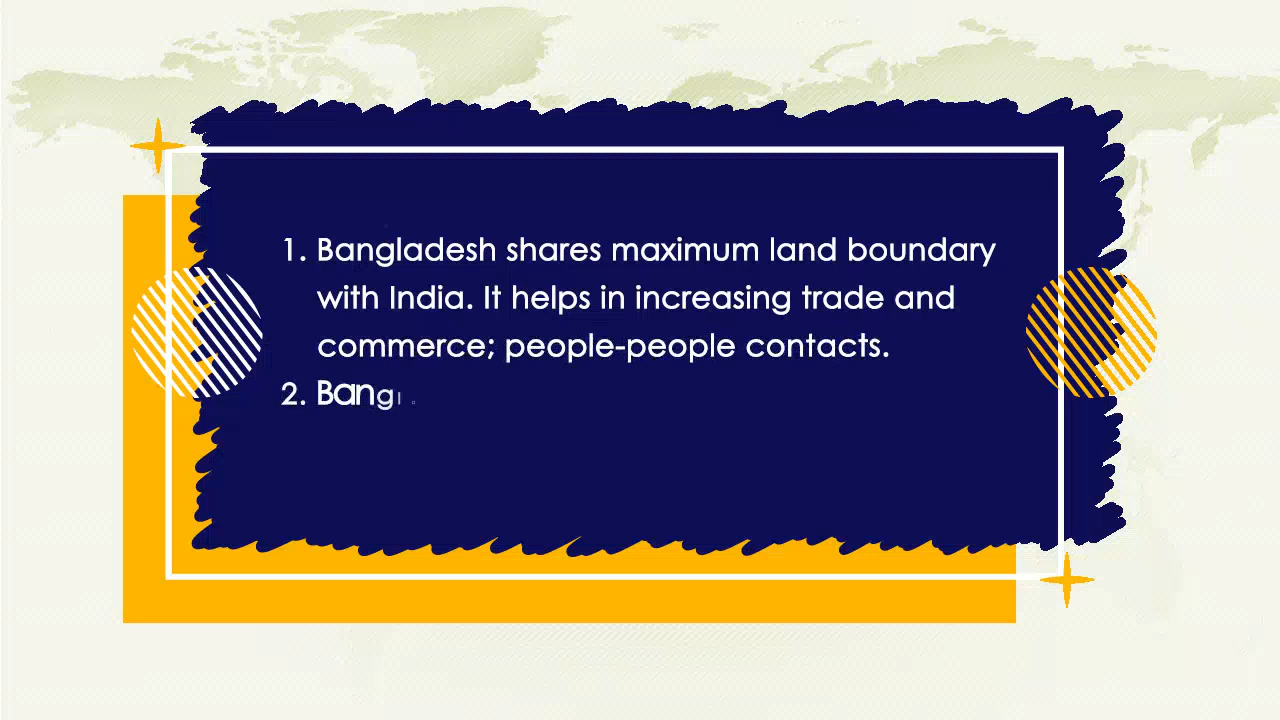 1. Bangladesh shares maximum land boundary
with India. It helps in increasing trade and
commerce; people-people contacts.
2. Bang